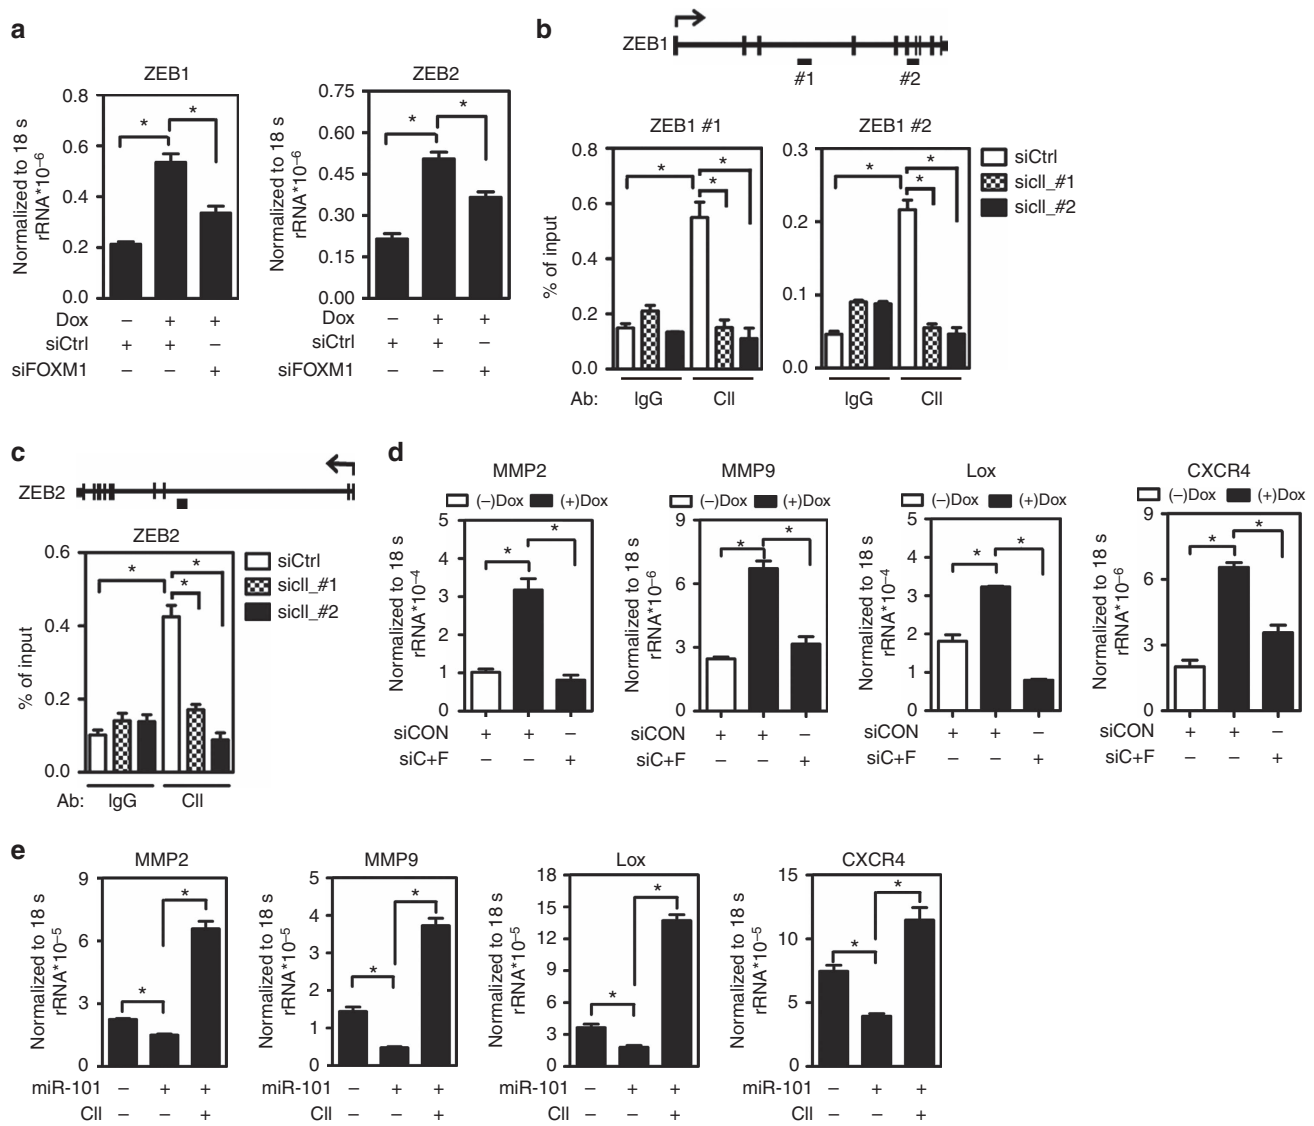 a
ZEB1
Normalized to 18 s
rRNA*10–6
0.8
0.6
0.4
0.2
0.0
* *
Dox – + +
siCtrl + + –
siFOXM1 – – +
ZEB2
Normalized to 18 s
rRNA*10–6
0.75
0.60
0.45
0.30
0.15
0.00
* *
Dox – + +
siCtrl + + –
siFOXM1 – – +
b
ZEB1
#1 #2
ZEB1 #1
% of input
0.8
0.6
0.4
0.2
0.0
* * *
Ab: IgG CII
ZEB1 #2
0.3
0.2
0.1
0.0
* * *
IgG CII
siCtrl
siclI_#1
siclI_#2
c
ZEB2
ZEB2
% of input
0.6
0.4
0.2
0.0
* * *
Ab: IgG CII
siCtrl
siclI_#1
siclI_#2
d
MMP2
(–)Dox (+)Dox
Normalized to 18 s
rRNA*10–4
5
4
3
2
1
0
* *
siCON + + –
siC+F – – +
MMP9
(–)Dox (+)Dox
Normalized to 18 s
rRNA*10–6
9
6
3
0
* *
siCON + + –
siC+F – – +
Lox
(–)Dox (+)Dox
Normalized to 18 s
rRNA*10–4
5
4
3
2
1
0
* *
siCON + + –
siC+F – – +
CXCR4
(–)Dox (+)Dox
Normalized to 18 s
rRNA*10–6
9
6
3
0
* *
siCON + + –
siC+F – – +
e
MMP2
Normalized to 18 s
rRNA*10–5
9
6
3
0
* *
miR-101 – + +
CII – – +
MMP9
Normalized to 18 s
rRNA*10–5
5
4
3
2
1
0
* *
miR-101 – + +
CII – – +
Lox
Normalized to 18 s
rRNA*10–5
18
15
12
9
6
3
0
* *
miR-101 – + +
CII – – +
CXCR4
Normalized to 18 s
rRNA*10–5
15
10
5
0
* *
miR-101 – + +
CII – – +